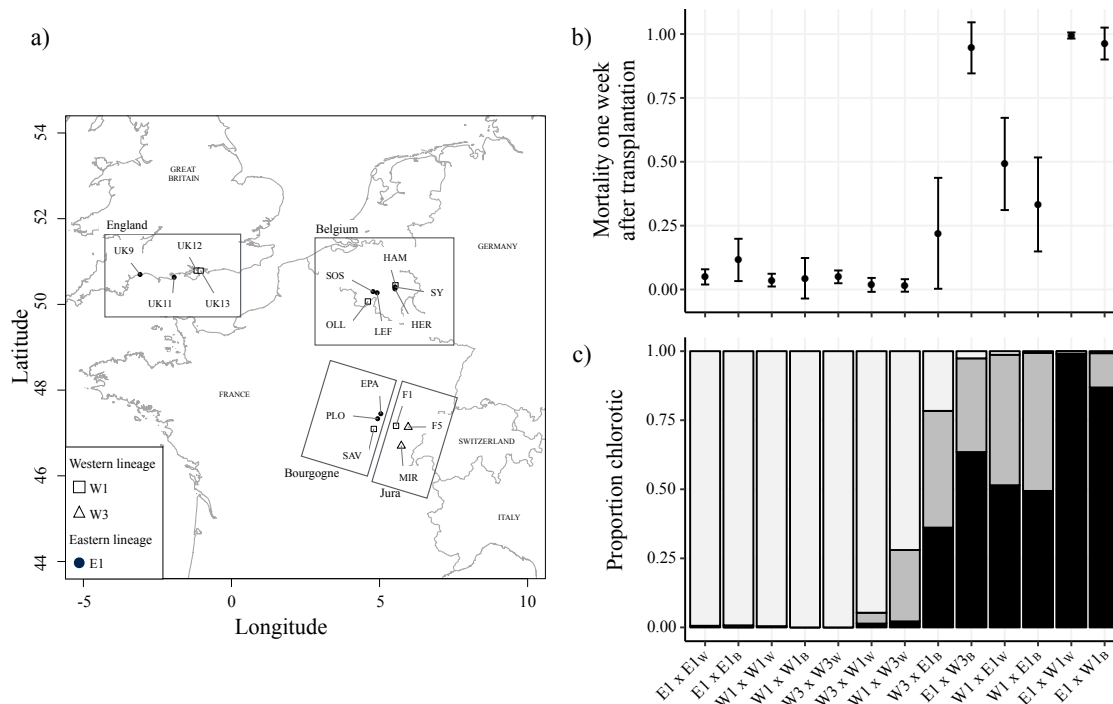 a)
54
52
50
48
46
44
Latitude
-5
0
5
10
Longitude
GREAT
BRITAIN
England
UK9
UK12
UK11
UK13
Belgium
GERMANY
HAM
SOS
SY
OLL
LEF
HER
FRANCE
EPA
F1
PLO
F5
SAV
MIR
SWITZERLAND
Bourgogne
Jura
ITALY
Western lineage
W1
W3
Eastern lineage
E1
b)
Mortality one week
after transplantation
1.00
0.75
0.50
0.25
0.00
c)
Proportion chlorotic
1.00
0.75
0.50
0.25
0.00
E1 x E1W
E1 x E1B
W1 x W1W
W1 x W1B
W3 x W3W
W3 x W1W
W1 x W3W
W3 x E1B
E1 x W3B
W1 x E1W
W1 x E1B
E1 x W1W
E1 x W1B